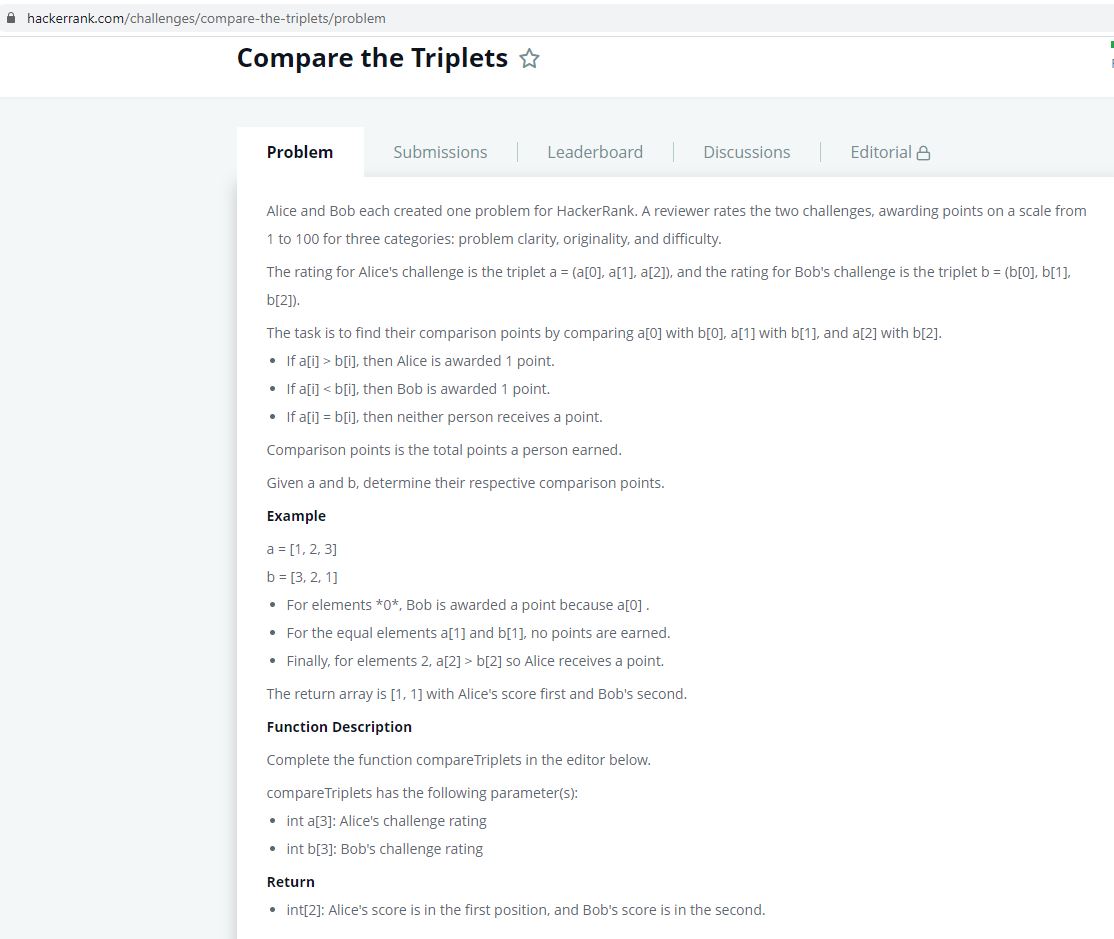 hackerrank.com/challenges/compare-the-triplets/problem
Compare the Triplets
Problem
Submissions
Leaderboard
Discussions
Editorial
Alice and Bob each created one problem for HackerRank. A reviewer rates the two challenges, awarding points on a scale from
1 to 100 for three categories: problem clarity, originality, and difficulty.
The rating for Alice's challenge is the triplet a = (a[0], a[1], a[2]), and the rating for Bob's challenge is the triplet b = (b[0], b[1],
b[2]).
The task is to find their comparison points by comparing a[0] with b[0], a[1] with b[1], and a[2] with b[2].
• If a[i] > b[i], then Alice is awarded 1 point.
• If a[i] < b[i], then Bob is awarded 1 point.
• If a[i] = b[i], then neither person receives a point.
Comparison points is the total points a person earned.
Given a and b, determine their respective comparison points.
Example
a = [1, 2, 3]
b = [3, 2, 1]
• For elements *0*, Bob is awarded a point because a[0] .
• For the equal elements a[1] and b[1], no points are earned.
• Finally, for elements 2, a[2] > b[2] so Alice receives a point.
The return array is [1, 1] with Alice's score first and Bob's second.
Function Description
Complete the function compareTriplets in the editor below.
compareTriplets has the following parameter(s):
• int a[3]: Alice's challenge rating
• int b[3]: Bob's challenge rating
Return
• int[2]: Alice's score is in the first position, and Bob's score is in the second.